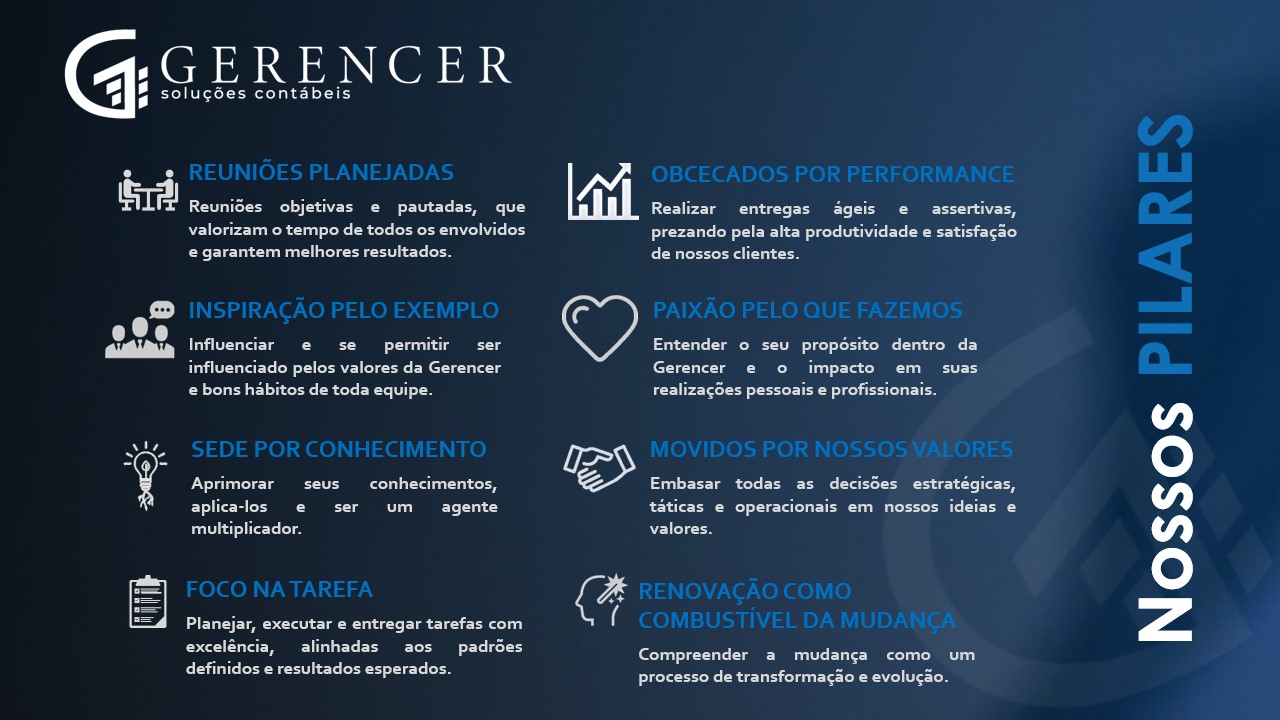 GERENCER
soluções contábeis
REUNIÕES PLANEJADAS
Reuniões objetivas e pautadas, que
valorizam o tempo de todos os envolvidos
e garantem melhores resultados.
INSPIRAÇÃO PELO EXEMPLO
Influenciar e se permitir ser
influenciado pelos valores da Gerencer
e bons hábitos de toda equipe.
SEDE POR CONHECIMENTO
Aprimorar seus conhecimentos,
aplica-los e ser um agente
multiplicador.
FOCO NA TAREFA
Planejar, executar e entregar tarefas com
excelência, alinhadas aos padrões
definidos e resultados esperados.
OBCECADOS POR PERFORMANCE
Realizar entregas ágeis e assertivas,
prezando pela alta produtividade e satisfação
de nossos clientes.
PAIXÃO PELO QUE FAZEMOS
Entender o seu propósito dentro da
Gerencer e o impacto em suas
realizações pessoais e profissionais.
MOVIDOS POR NOSSOS VALORES
Embasar todas as decisões estratégicas,
táticas e operacionais em nossos ideias e
valores.
RENOVAÇÃO COMO
COMBUSTÍVEL DA MUDANÇA
Compreender a mudança como um
processo de transformação e evolução.
NOSSOS PILARES